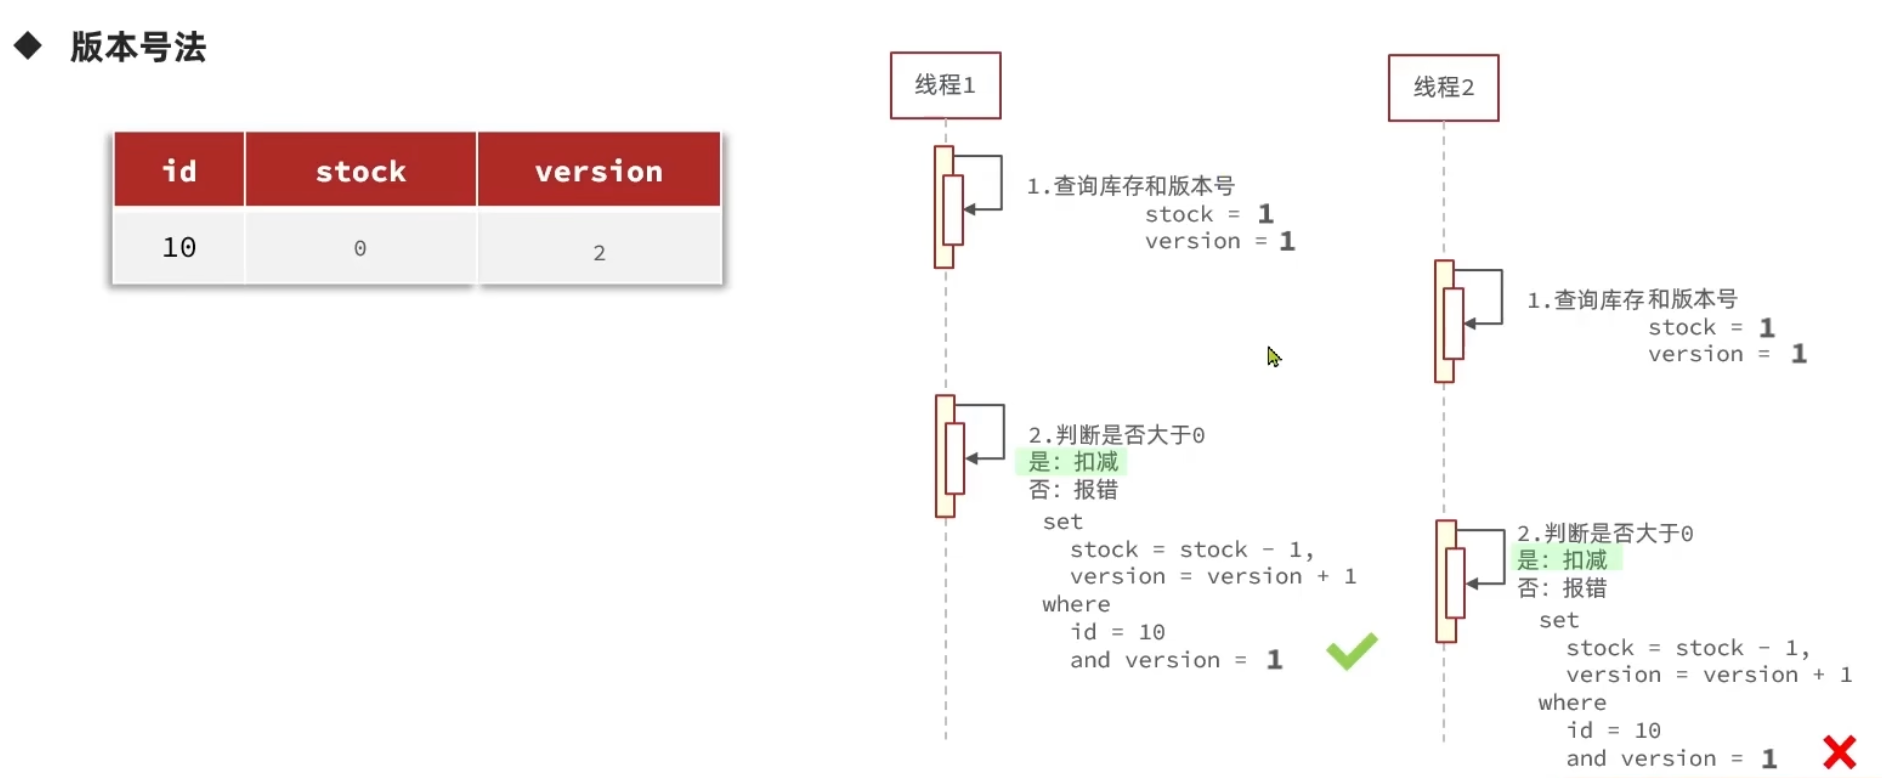 版本号法
id stock version
10 0 2
线程1
1.查询库存和版本号
stock = 1
version = 1
2.判断是否大于0
是：扣减
否：报错
set
stock = stock - 1,
version = version + 1
where
id = 10
and version = 1
线程2
1.查询库存和版本号
stock = 1
version = 1
2.判断是否大于0
是：扣减
否：报错
set
stock = stock - 1,
version = version + 1
where
id = 10
and version = 1